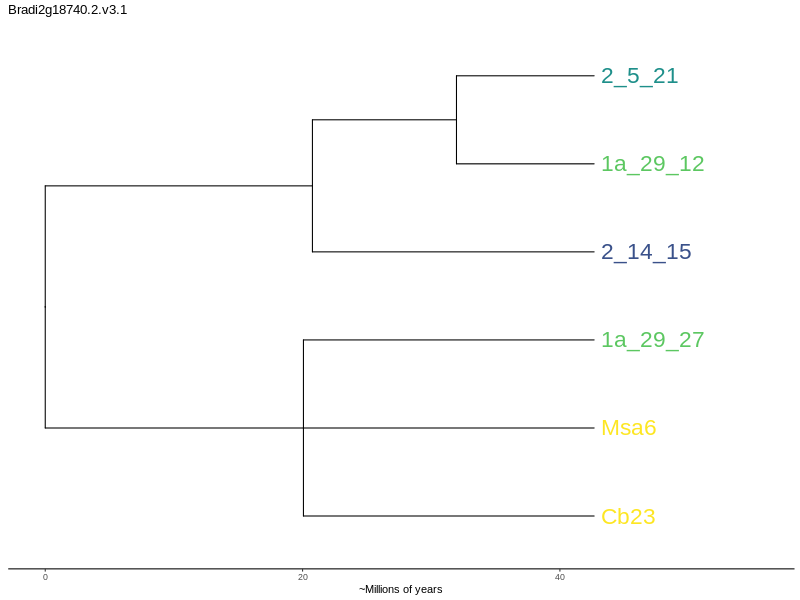 Bradi2g18740.2.v3.1
2_5_21
1a_29_12
2_14_15
1a_29_27
Msa6
Cb23
0 20 40
~Millions of years